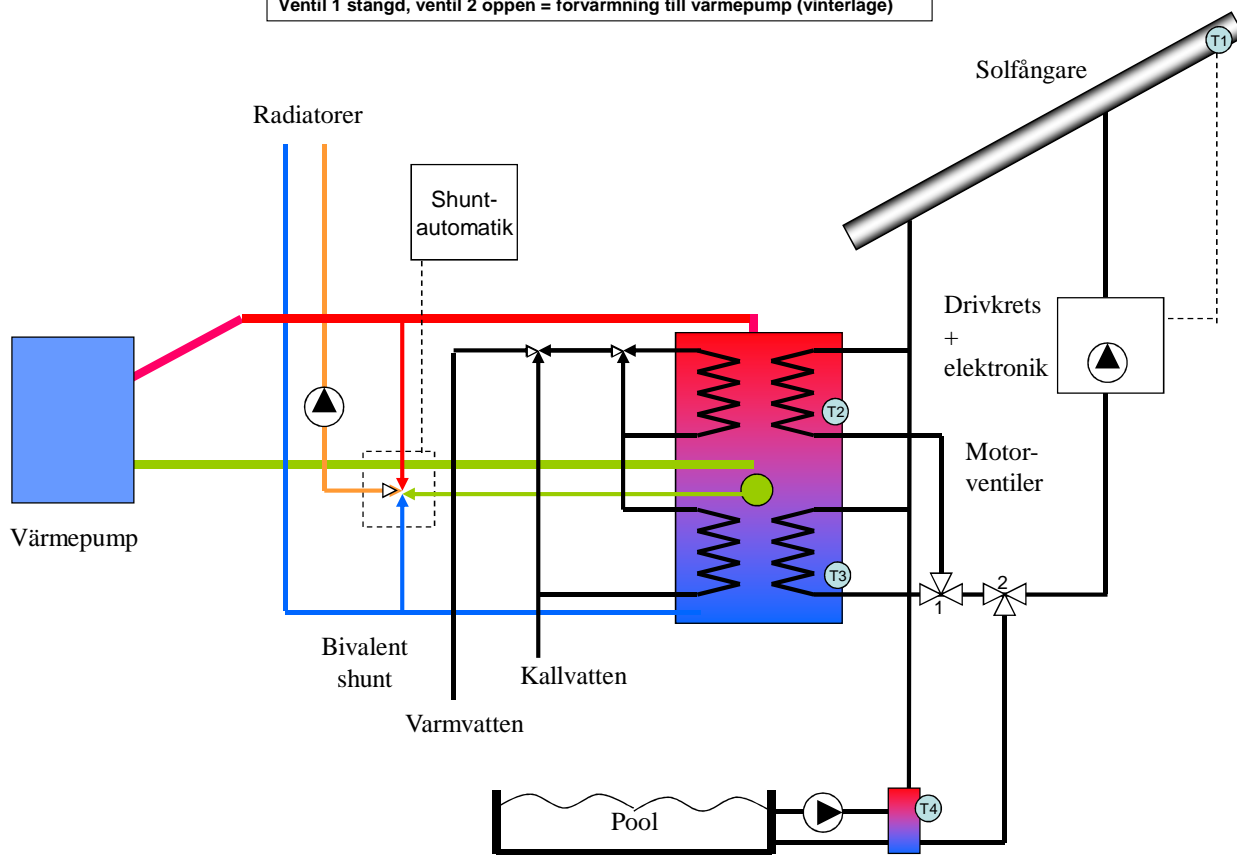 Ventil 1 stängd, ventil 2 öppen = förvärmning till värmepump (vinterläge)
T1
Solfångare
Radiatorer
Shunt-
automatik
Drivkrets
+
elektronik
T2
Motor-
ventiler
Värmepump
T3
1
2
Bivalent
shunt
Kallvatten
Varmvatten
Pool
T4